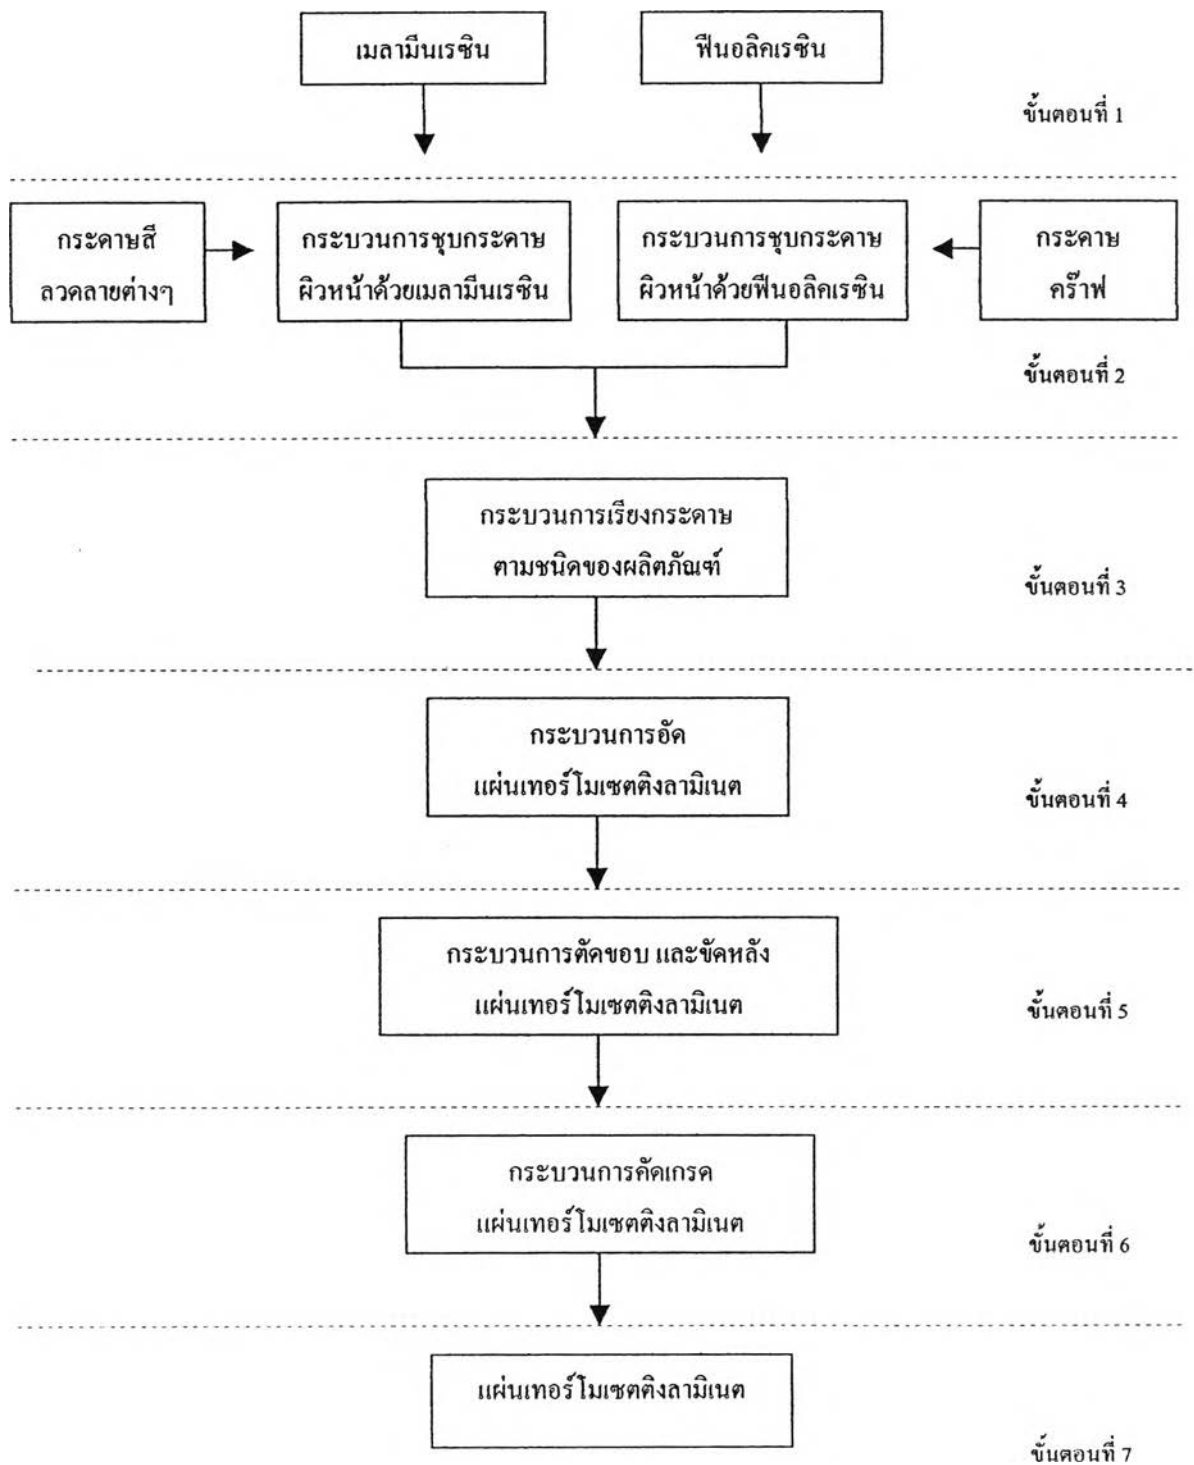 เมลามีนเรซิน
ฟีนอลิคเรซิน
ขั้นตอนที่ 1
กระดาษสี
ลวดลายต่างๆ
กระบวนการชุบกระดาษ
ผิวหน้าด้วยเมลามีนเรซิน
กระบวนการชุบกระดาษ
ผิวหน้าด้วยฟีนอลิคเรซิน
กระดาษ
คร๊าฟ
ขั้นตอนที่ 2
กระบวนการเรียงกระดาษ
ตามชนิดของผลิตภัณฑ์
ขั้นตอนที่ 3
กระบวนการอัด
แผ่นเทอร์โมเซตติงลามิเนต
ขั้นตอนที่ 4
กระบวนการตัดขอบ และขัดหลัง
แผ่นเทอร์โมเซตติงลามิเนต
ขั้นตอนที่ 5
กระบวนการคัดเกรด
แผ่นเทอร์โมเซตติงลามิเนต
ขั้นตอนที่ 6
แผ่นเทอร์โมเซตติงลามิเนต
ขั้นตอนที่ 7